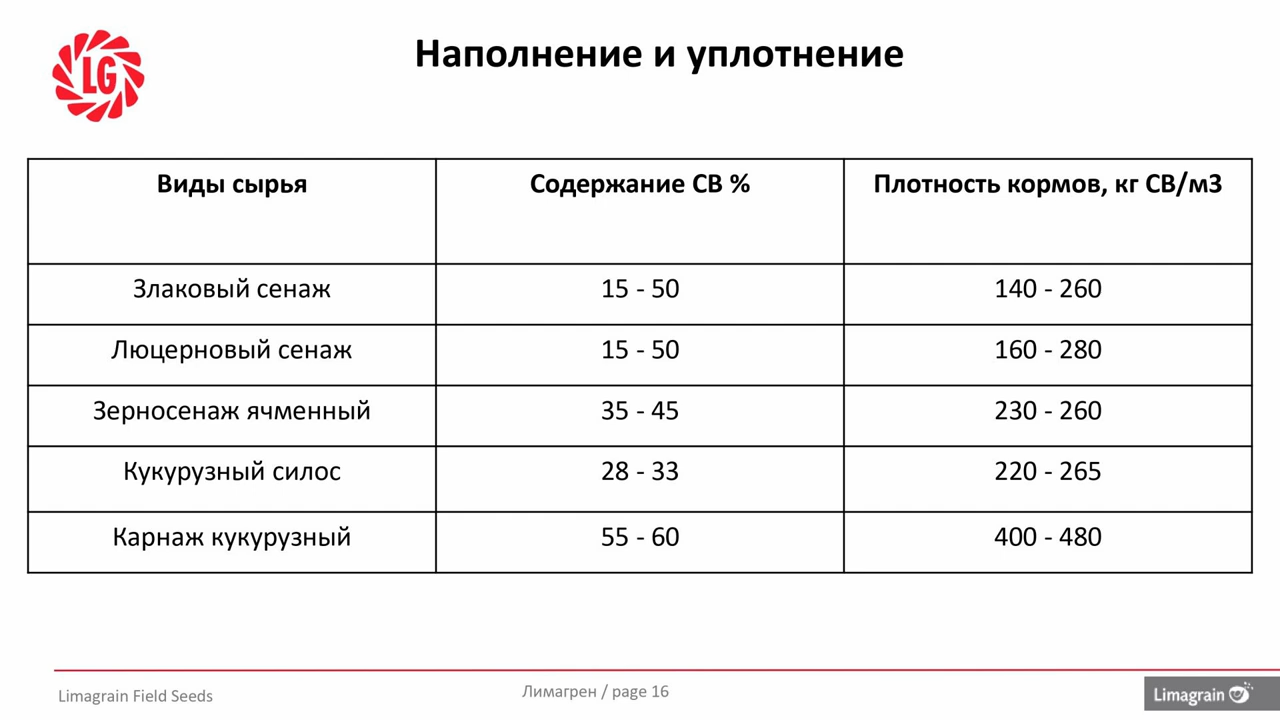 LG
Наполнение и уплотнение
Виды сырья Содержание СВ % Плотность кормов, кг СВ/м3
Злаковый сенаж 15 - 50 140 - 260
Люцерновый сенаж 15 - 50 160 - 280
Зерносенаж ячменный 35 - 45 230 - 260
Кукурузный силос 28 - 33 220 - 265
Карнаж кукурузный 55 - 60 400 - 480
Limagrain Field Seeds Лимагрен / page 16 Limagrain